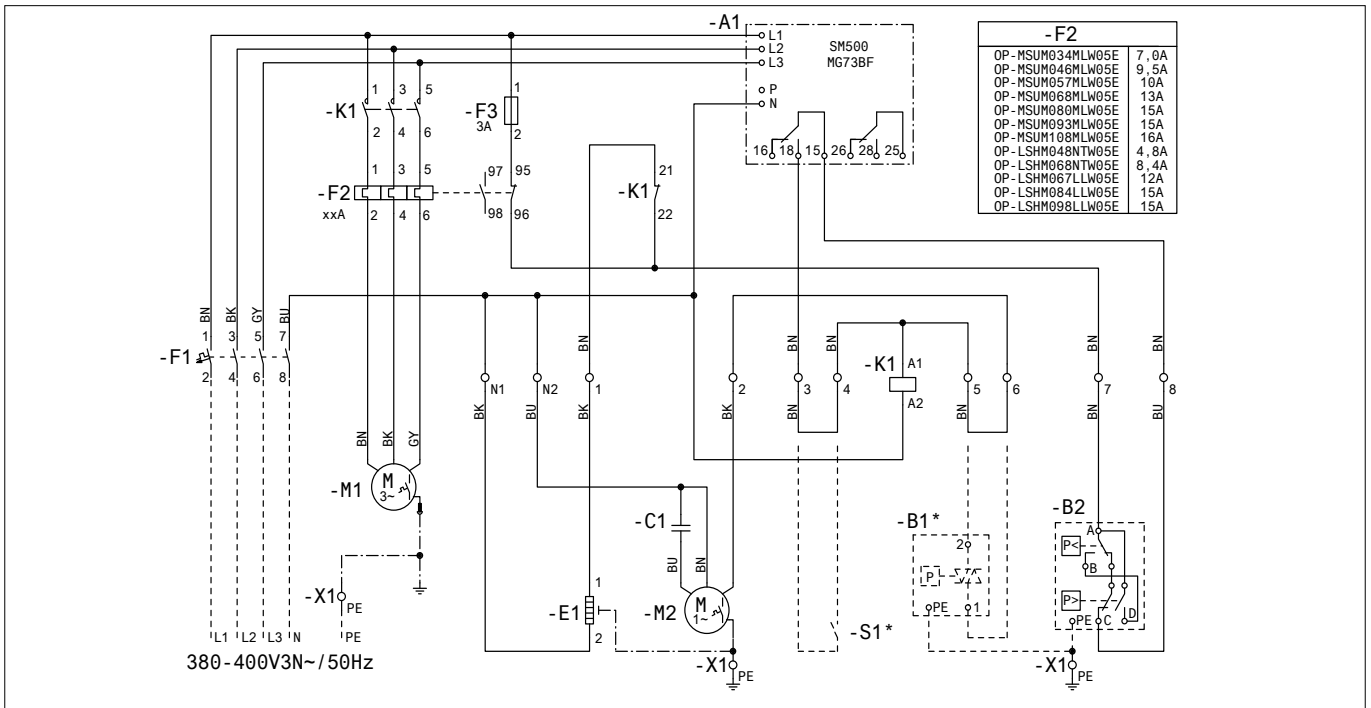 -A1
L1
L2
L3
P
N
SM500
MG73BF
16 18 15 26 28 25
-F2
OP-MSUM034MLW05E 7,0A
OP-MSUM046MLW05E 9,5A
OP-MSUM057MLW05E 10A
OP-MSUM068MLW05E 13A
OP-MSUM080MLW05E 15A
OP-MSUM093MLW05E 15A
OP-MSUM108MLW05E 16A
OP-LSHM048NTW05E 4,8A
OP-LSHM068NTW05E 8,4A
OP-LSHM067LLW05E 12A
OP-LSHM084LLW05E 15A
OP-LSHM098LLW05E 15A
1 3 5
-K1
2 4 6
1
-F3
3A
2
1 3 5
-F2
xxA
2 4 6
97 95
98 96
21
-K1
22
BN BK GY BU
1 3 5 7
-F1
2 4 6 8
N1
BK
N2
BU
BN
1
BK
2
BK
BN
3
BN
BN
4
-K1
A1
A2
BN
5
BN
6
BN
7
BN
BN
8
BU
BN BK GY
-M1
M
3~
-X1
PE
L1 L2 L3 N PE
380-400V3N~/50Hz
-C1
BU BN
-M2
M
1~
1
-E1
2
-X1
PE
-S1*
-B1*
2
P
PE
1
-B2
A
P<
B
P>
PE
C
D
-X1
PE